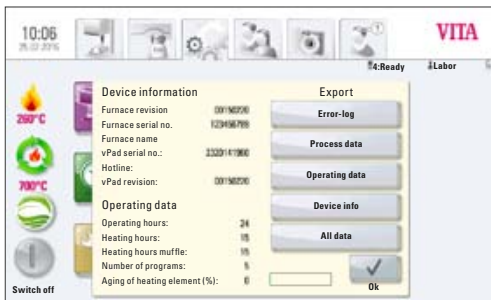 10:06
25.02.2015
VITA
4:Ready
Labor
260°C
700°C
Switch off
Device information
Furnace revision 00150220
Furnace serial no. 123456789
Furnace name
vPad serial no.: 2320141960
Hotline:
vPad revision: 00150220
Operating data
Operating hours: 24
Heating hours: 15
Heating hours muffle: 15
Number of programs: 5
Aging of heating element (%): 0
Export
Error-log
Process data
Operating data
Device info
All data
Ok